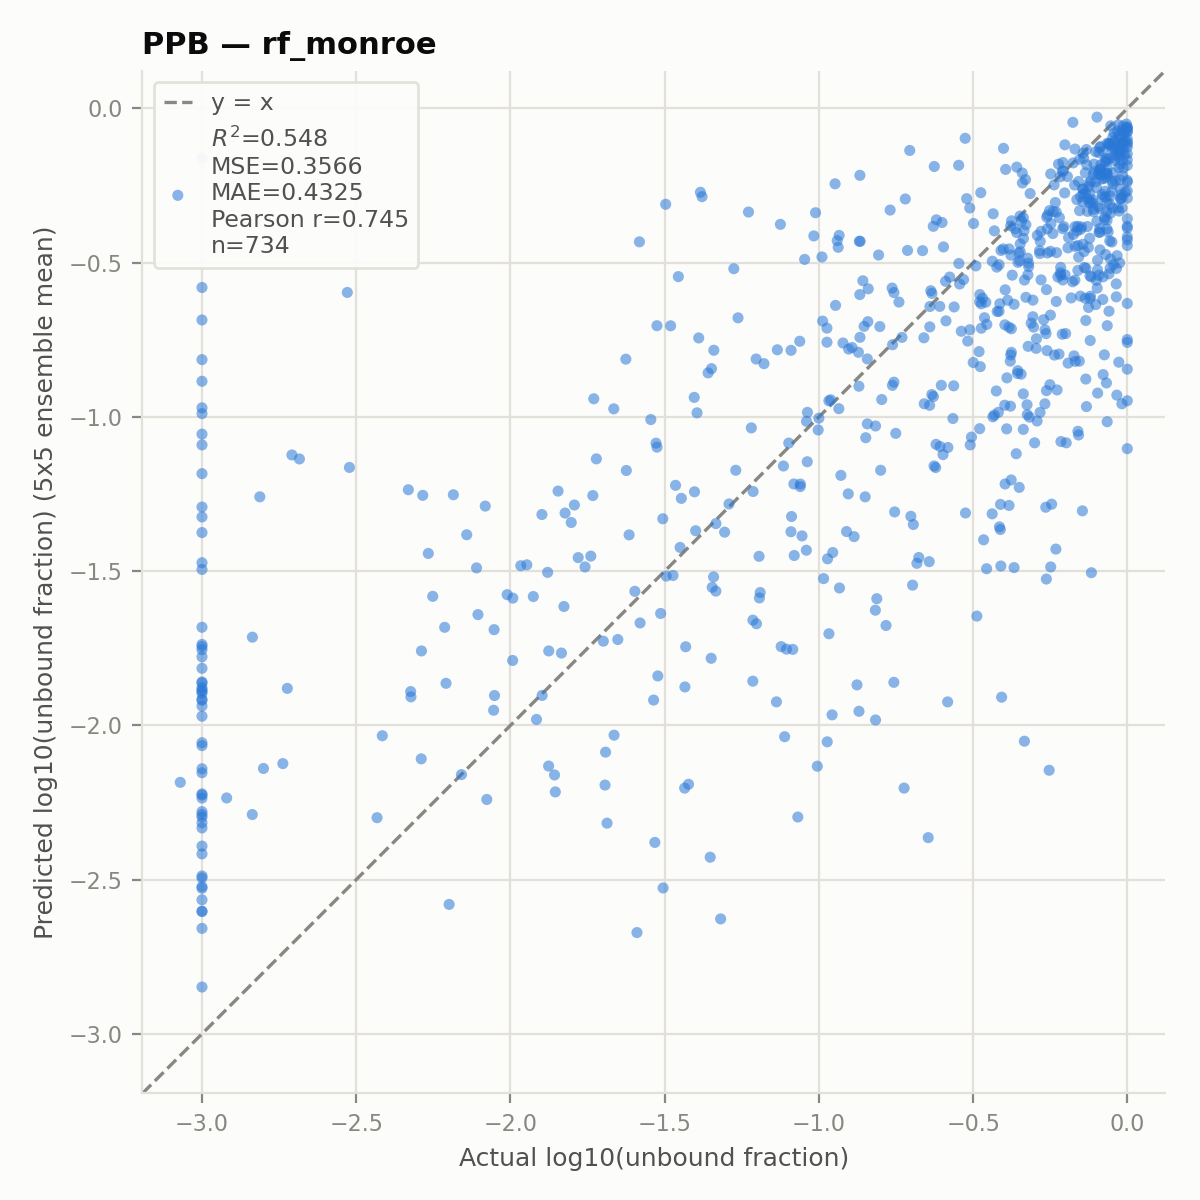 PPB — rf_monroe
y = x
R²=0.548
MSE=0.3566
MAE=0.4325
Pearson r=0.745
n=734
Predicted log10(unbound fraction) (5x5 ensemble mean)
0.0
−0.5
−1.0
−1.5
−2.0
−2.5
−3.0
−3.0 −2.5 −2.0 −1.5 −1.0 −0.5 0.0
Actual log10(unbound fraction)